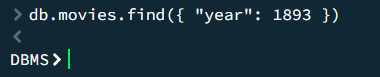 > db.movies.find({ "year": 1893 })
<
DBMS>